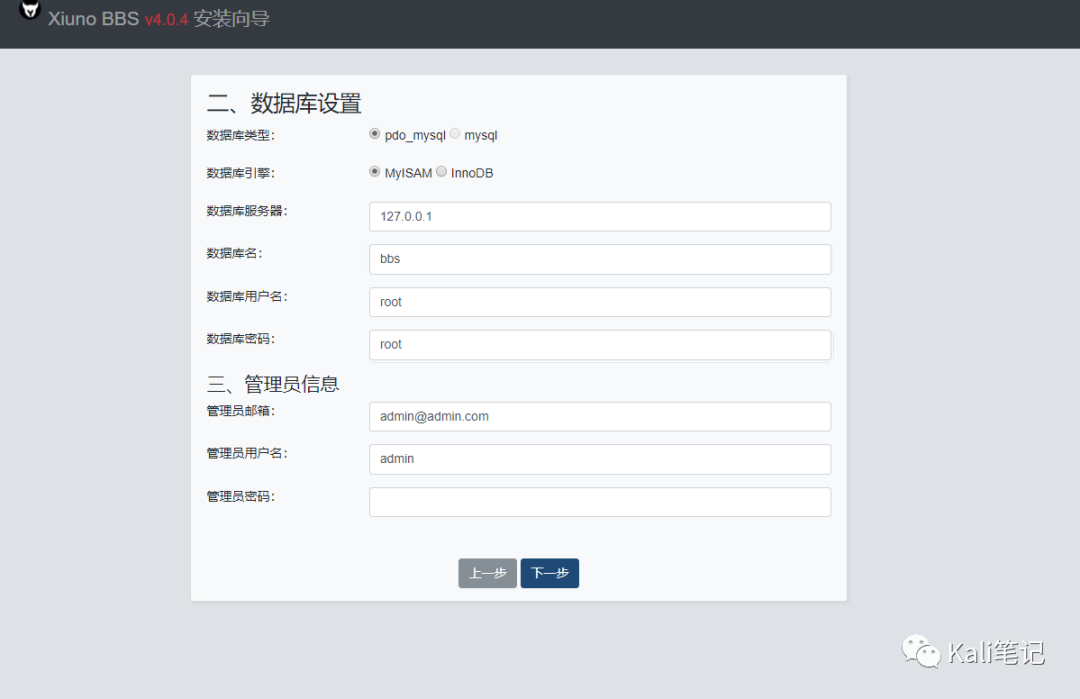 Xiuno BBS v4.0.4 安装向导
二、数据库设置
数据库类型: pdo_mysql mysql
数据库引擎: MyISAM InnoDB
数据库服务器: 127.0.0.1
数据库名: bbs
数据库用户名: root
数据库密码: root
三、管理员信息
管理员邮箱: admin@admin.com
管理员用户名: admin
管理员密码:
上一步 下一步
Kali笔记